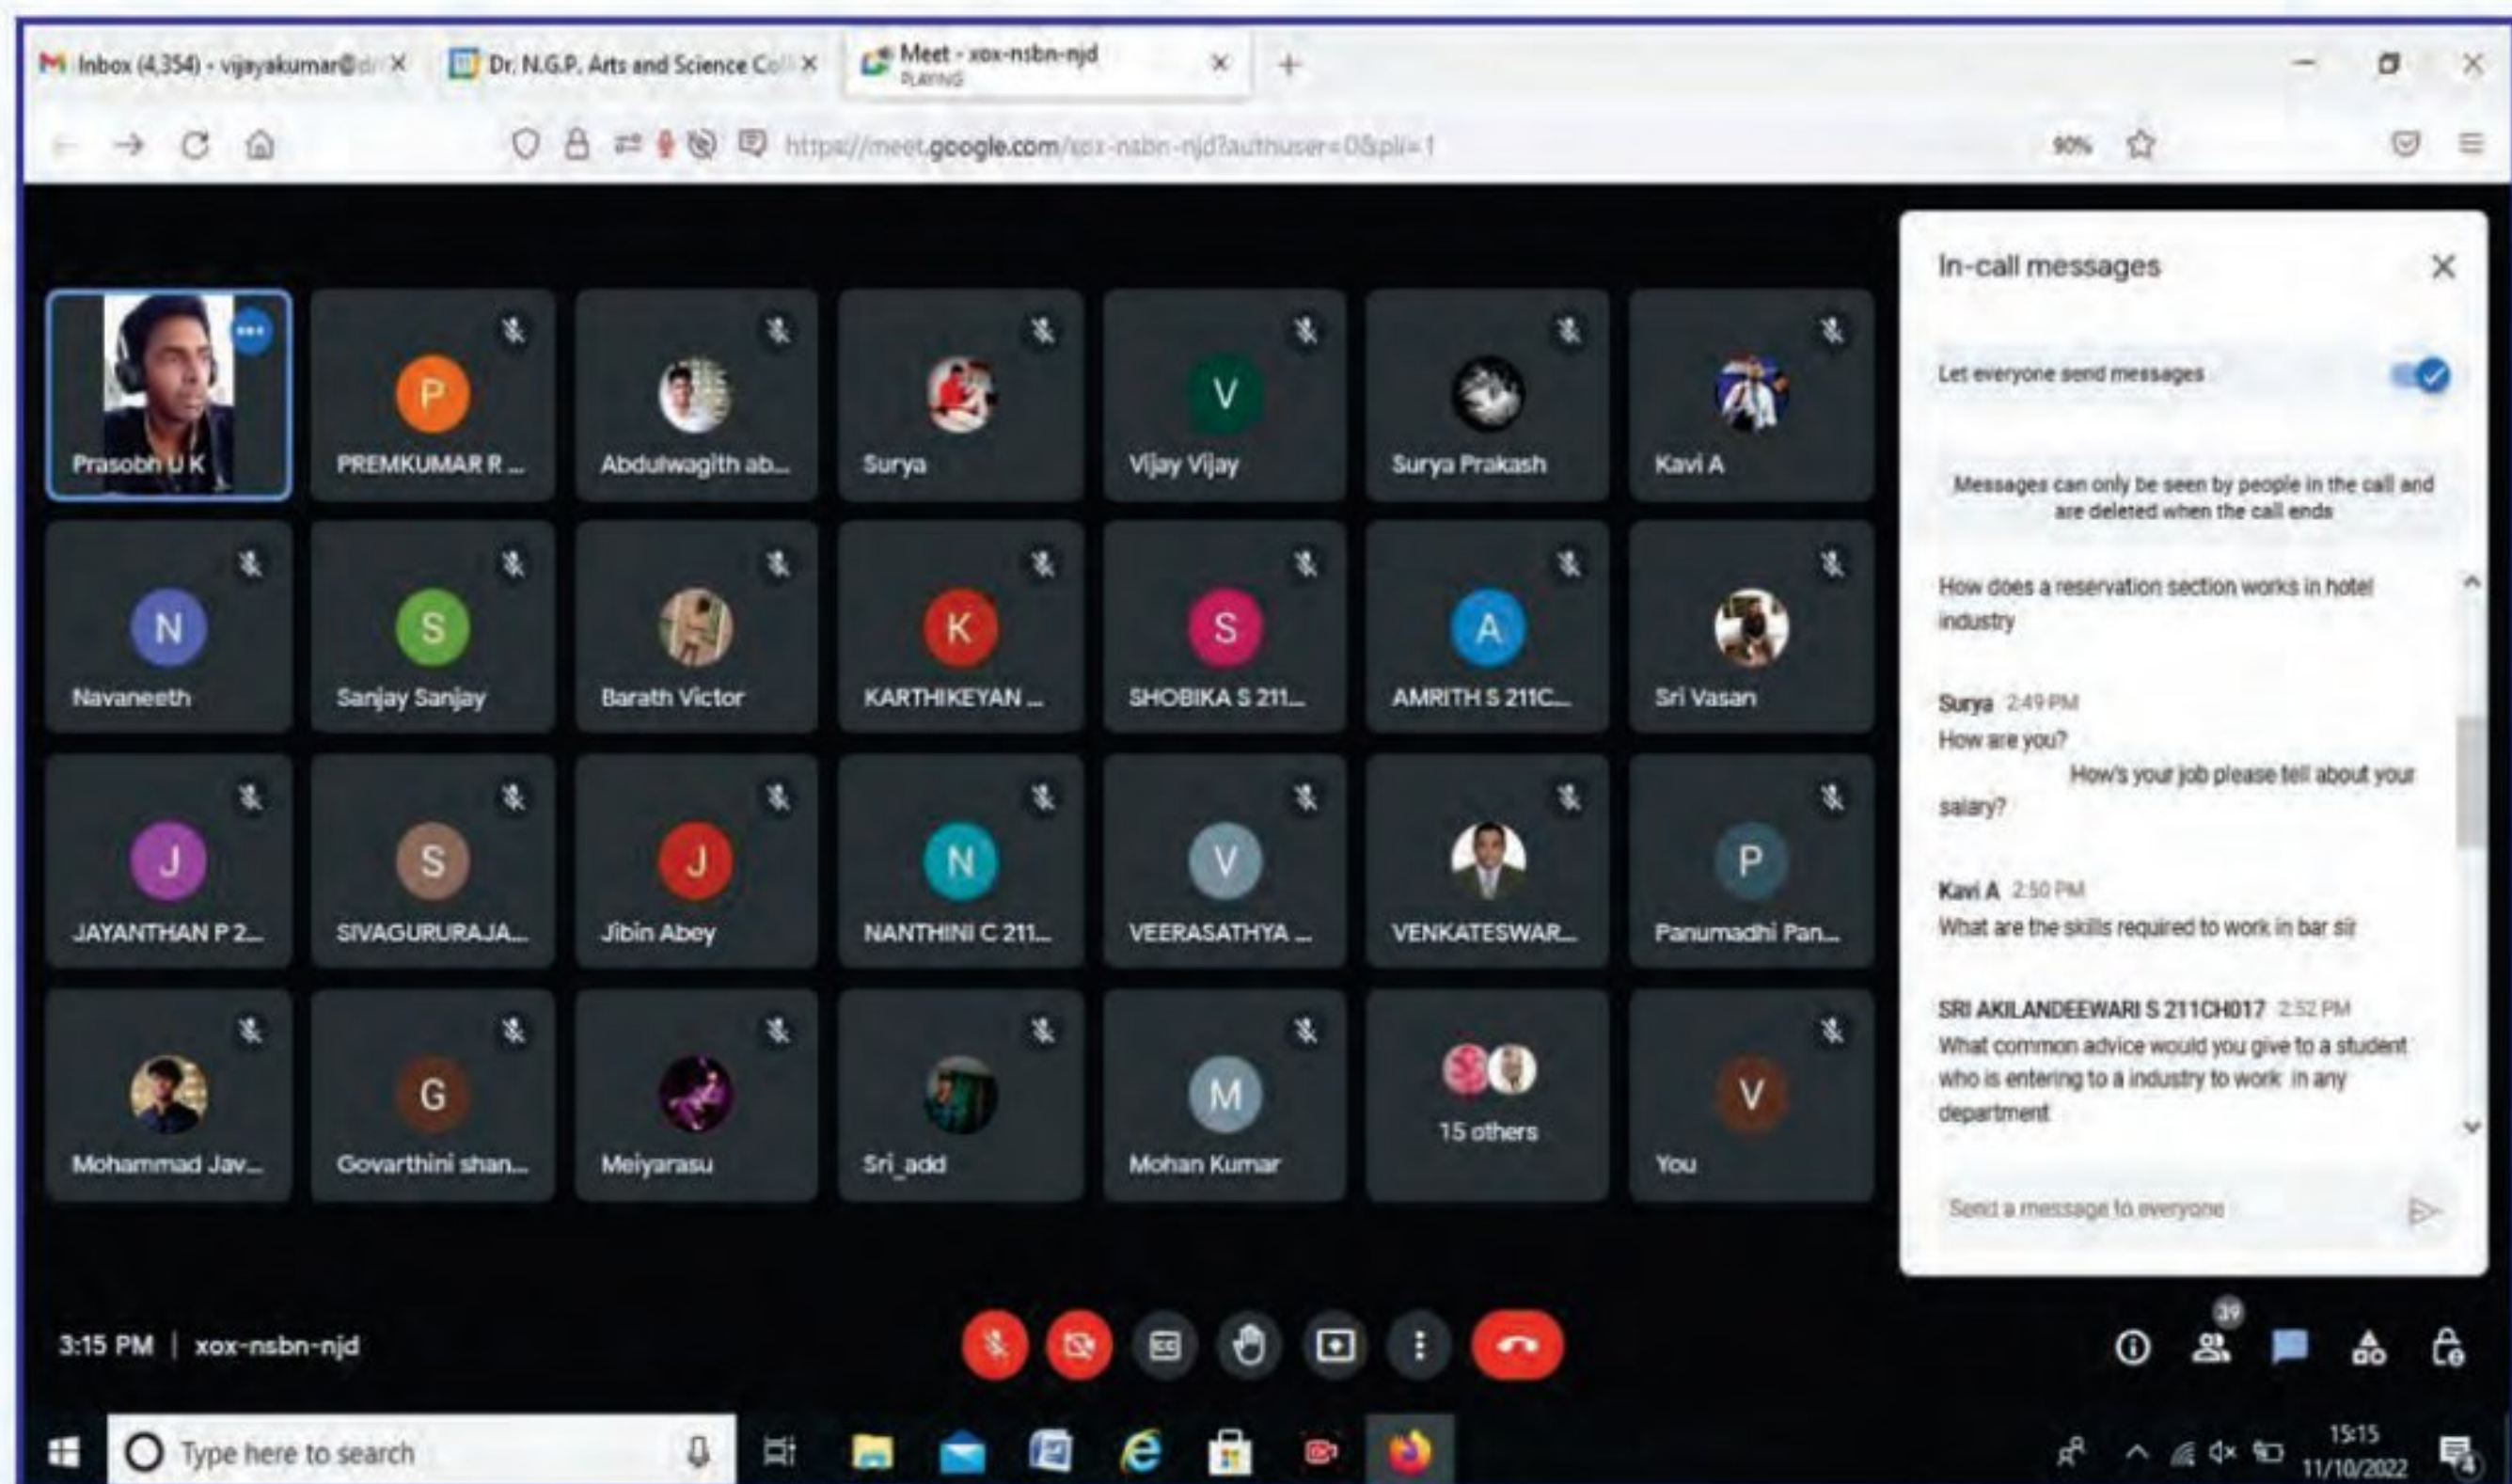 Inbox (4,354) - vijayakumar@
Dr. N.G.P. Arts and Science Col
Meet - xox-nsbn-njd
PLAYING
https://meet.google.com/xox-nsbn-njd?authuser=0&pli=1
90%
Prasobh U K
PREMKUMAR R ...
Abdulwagith ab...
Surya
V
Vijay Vijay
Surya Prakash
Kavi A
P
N
Navaneeth
S
Sanjay Sanjay
Barath Victor
K
KARTHIKEYAN ...
S
SHOBIKA S 211...
A
AMRITH S 211C...
Sri Vasan
J
JAYANTHAN P 2...
S
SIVAGURURAJA...
J
Jibin Abey
N
NANTHINI C 211...
V
VEERASATHYA ...
VENKATESWAR...
P
Panumadhi Pan...
Mohammad Jav...
G
Govarthini shan...
Meiyarasu
Sri_add
M
Mohan Kumar
15 others
V
You
In-call messages
Let everyone send messages
Messages can only be seen by people in the call and
are deleted when the call ends
How does a reservation section works in hotel
industry
Surya 2:49 PM
How are you?
How's your job please tell about your
salary?
Kavi A 2:50 PM
What are the skills required to work in bar sir
SRI AKILANDEEWARI S 211CH017 2:52 PM
What common advice would you give to a student
who is entering to a industry to work in any
department
Send a message to everyone
3:15 PM | xox-nsbn-njd
CC
39
Type here to search
15:15
11/10/2022
4